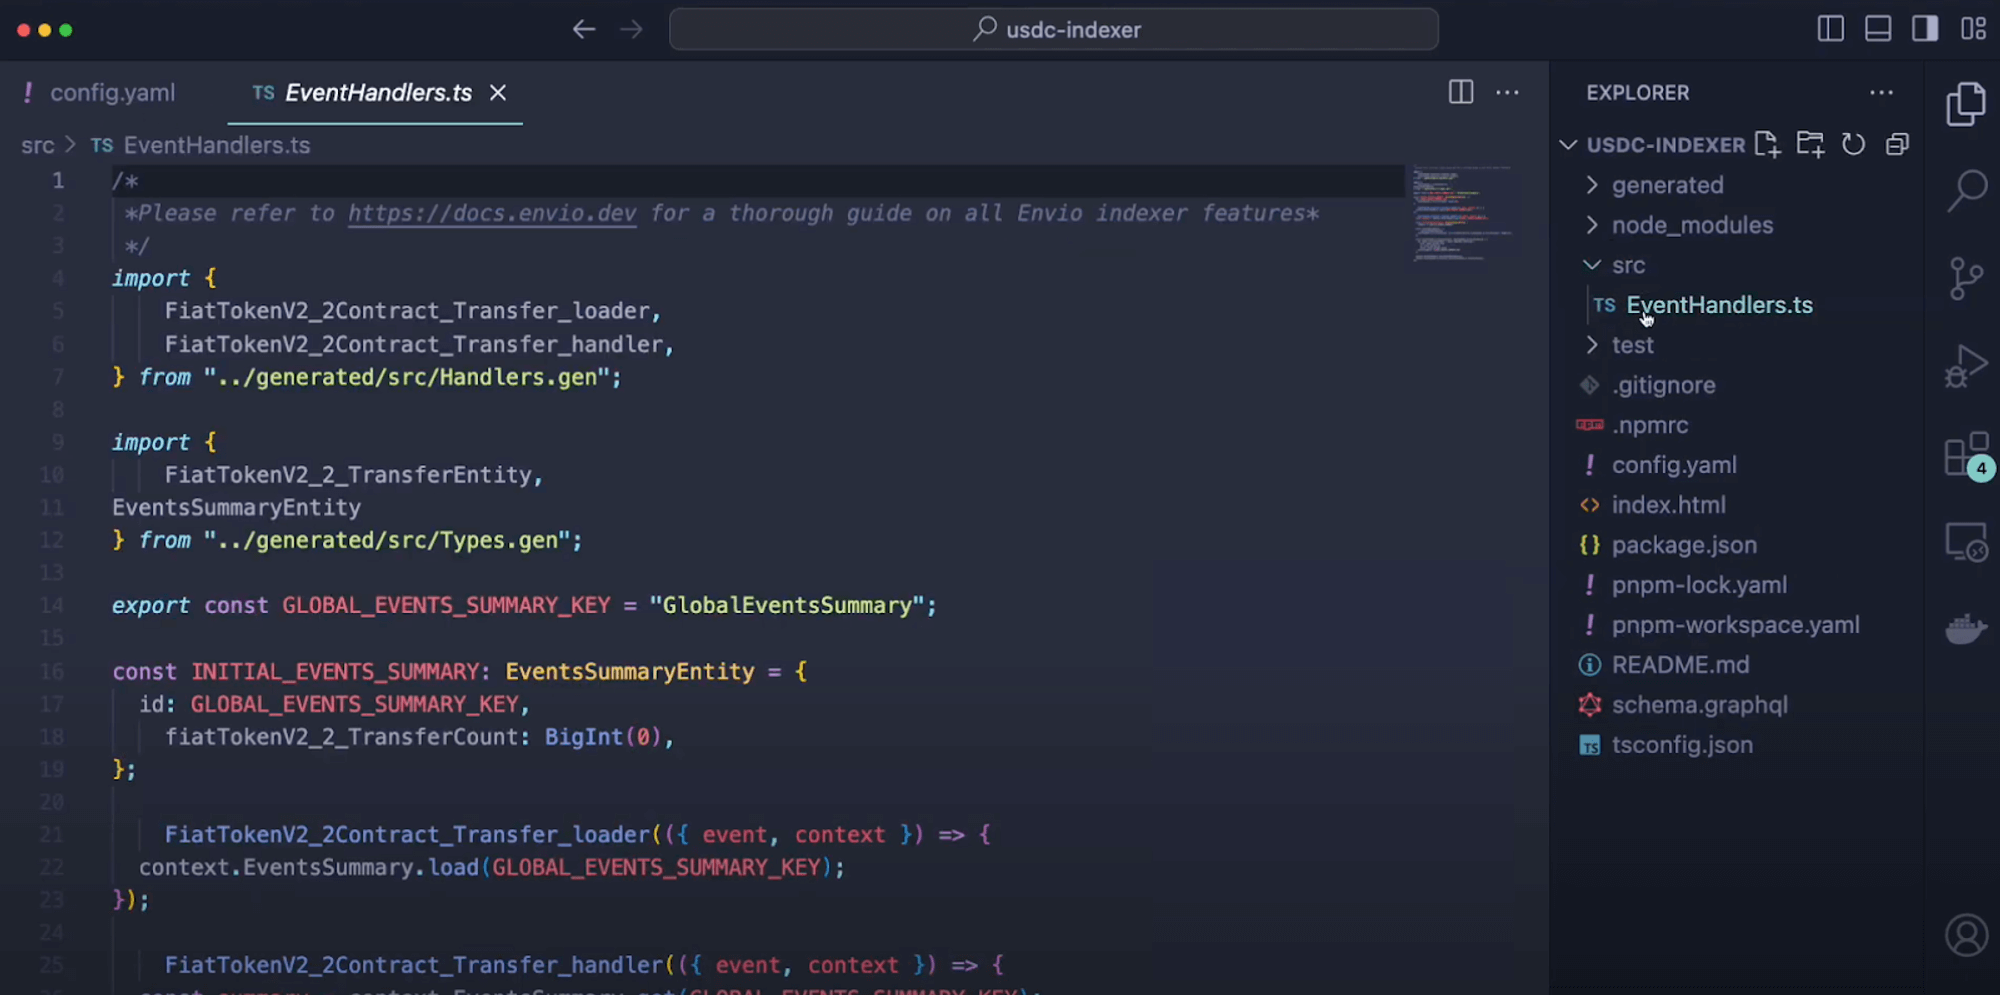 usdc-indexer
! config.yaml
TS EventHandlers.ts
src > TS EventHandlers.ts
1 /*
2 *Please refer to https://docs.envio.dev for a thorough guide on all Envio indexer features*
3 */
4 import {
5 FiatTokenV2_2Contract_Transfer_loader,
6 FiatTokenV2_2Contract_Transfer_handler,
7 } from "../generated/src/Handlers.gen";
8
9 import {
10 FiatTokenV2_2_TransferEntity,
11 EventsSummaryEntity
12 } from "../generated/src/Types.gen";
13
14 export const GLOBAL_EVENTS_SUMMARY_KEY = "GlobalEventsSummary";
15
16 const INITIAL_EVENTS_SUMMARY: EventsSummaryEntity = {
17 id: GLOBAL_EVENTS_SUMMARY_KEY,
18 fiatTokenV2_2_TransferCount: BigInt(0),
19 };
20
21 FiatTokenV2_2Contract_Transfer_loader(({ event, context }) => {
22 context.EventsSummary.load(GLOBAL_EVENTS_SUMMARY_KEY);
23 });
24
25 FiatTokenV2_2Contract_Transfer_handler(({ event, context }) => {
EXPLORER
USDC-INDEXER
generated
node_modules
src
TS EventHandlers.ts
test
.gitignore
.npmrc
! config.yaml
index.html
{} package.json
! pnpm-lock.yaml
! pnpm-workspace.yaml
README.md
schema.graphql
TS tsconfig.json
4